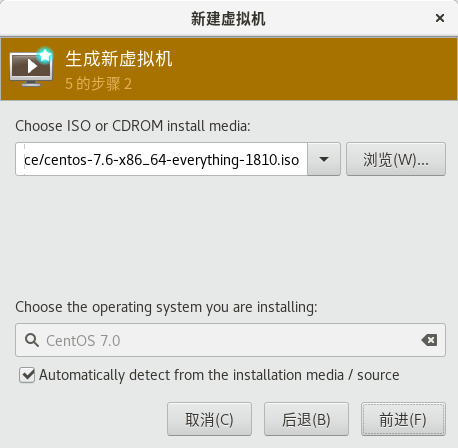 新建虚拟机
生成新虚拟机
5 的步骤 2
Choose ISO or CDROM install media:
ce/centos-7.6-x86_64-everything-1810.iso
浏览(W)...
Choose the operating system you are installing:
CentOS 7.0
Automatically detect from the installation media / source
取消(C)
后退(B)
前进(F)